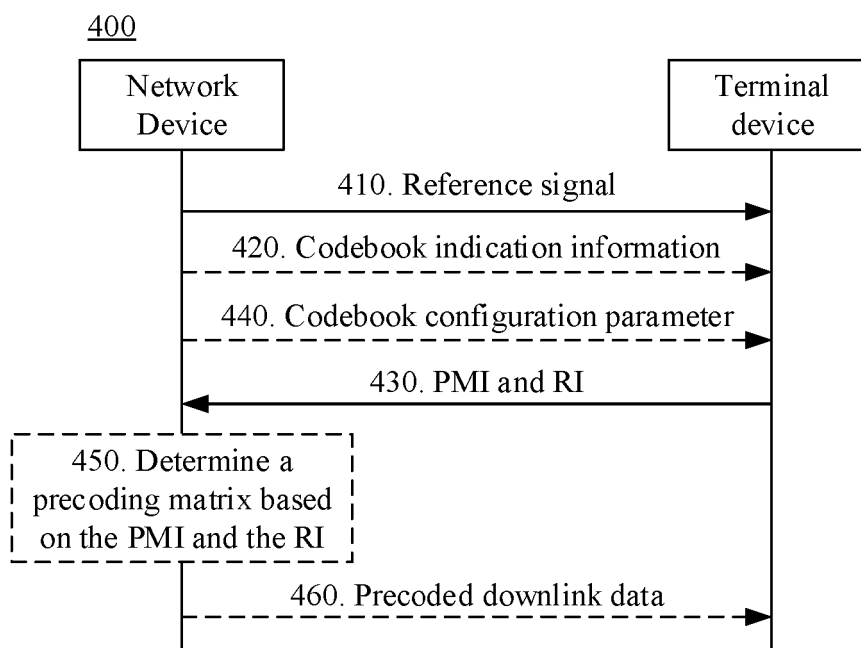 400
Network
Device
Terminal
device
410. Reference signal
420. Codebook indication information
440. Codebook configuration parameter
430. PMI and RI
450. Determine a
precoding matrix based
on the PMI and the RI
460. Precoded downlink data